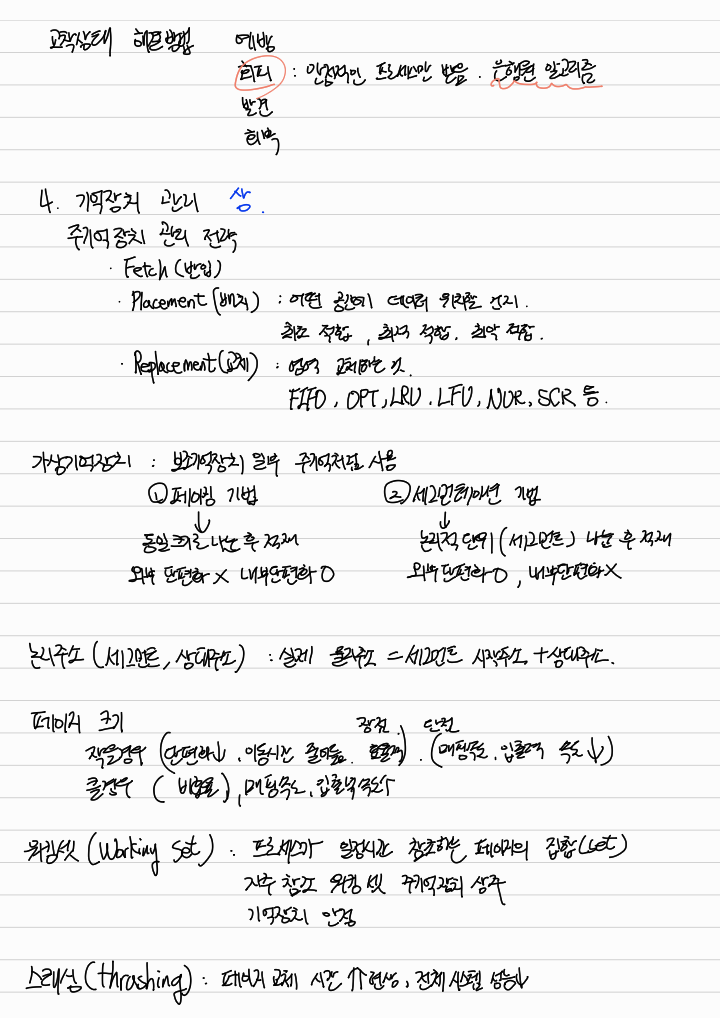 교착상태 해결방법 예방
회피 : 안정적인 프로세스만 받음. 은행원 알고리즘
발견
회복
4. 기억장치 관리 상.
주기억장치 관리 전략
· Fetch (반입)
· Placement (배치) : 어떤 공간에 데이터 위치할 건지.
최초 적합, 최적 적합. 최악 적합.
· Replacement (교체) : 영역 교체하는 것.
FIFO, OPT, LRU. LFU, NUR, SCR 등.
가상기억장치 : 보조기억장치 일부 주기억처럼 사용
① 페이징 기법 ② 세그먼테이션 기법
↓ ↓
동일크기로 나눈 후 적재 논리적 단위 (세그먼트) 나눈 후 적재
외부 단편화 X 내부단편화 O 외부 단편화 O, 내부단편화 X
논리주소 (세그먼트, 상대주소) : 실제 물리주소 = 세그먼트 시작주소 + 상대주소.
페이지 크기 장점. 단점
작을경우 (단편화↓, 이동시간 줄어듦. 효율적). (매핑속도, 입출력 속도↓)
클경우 (비효율), 매핑속도, 입출력 속도↑
워킹셋 (Working Set) : 프로세스가 일정시간 참조하는 페이지의 집합(set)
자주 참조 워킹 셋 주기억장치 상주
기억장치 안정
스래싱 (thrashing) : 페이지 교체 시간 ↑↑ 현상, 전체시스템 성능↓